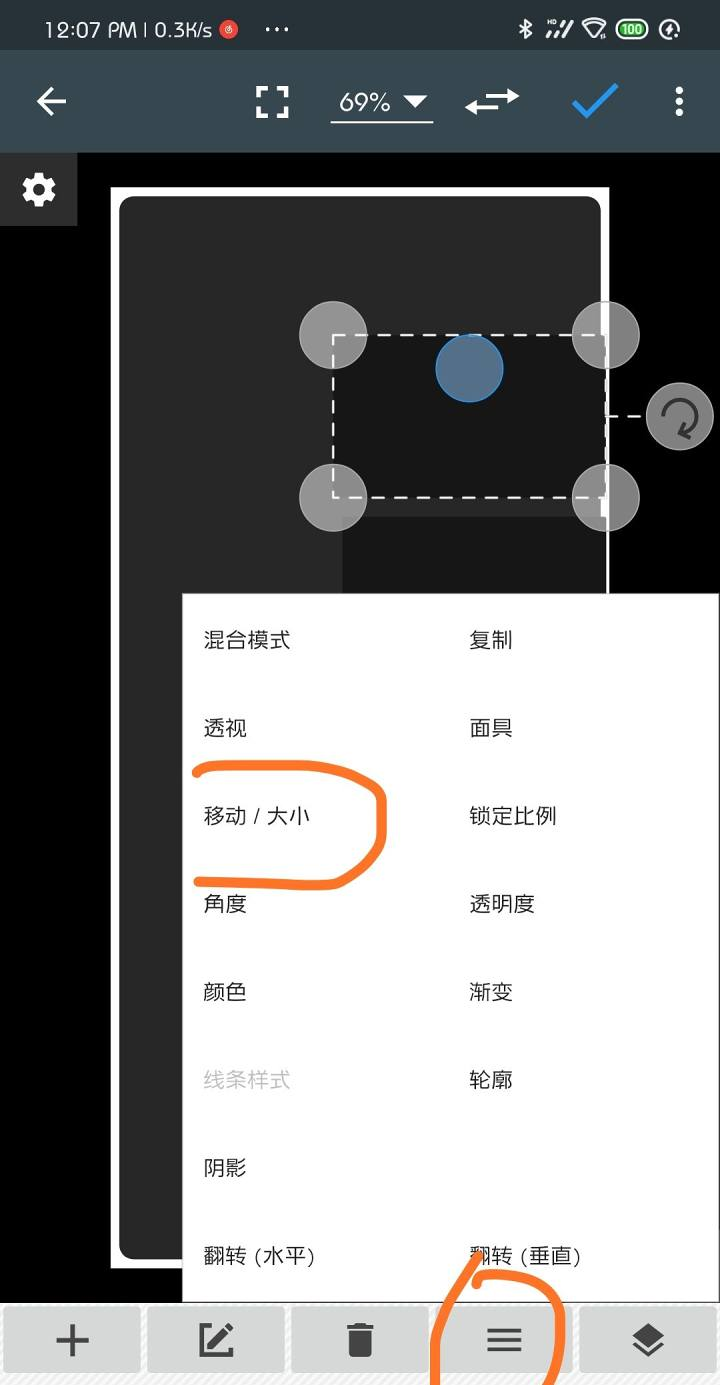 12:07 PM | 0.3K/s
HD
100
69%
混合模式 复制
透视 面具
移动 / 大小 锁定比例
角度 透明度
颜色 渐变
线条样式 轮廓
阴影
翻转 (水平) 翻转 (垂直)